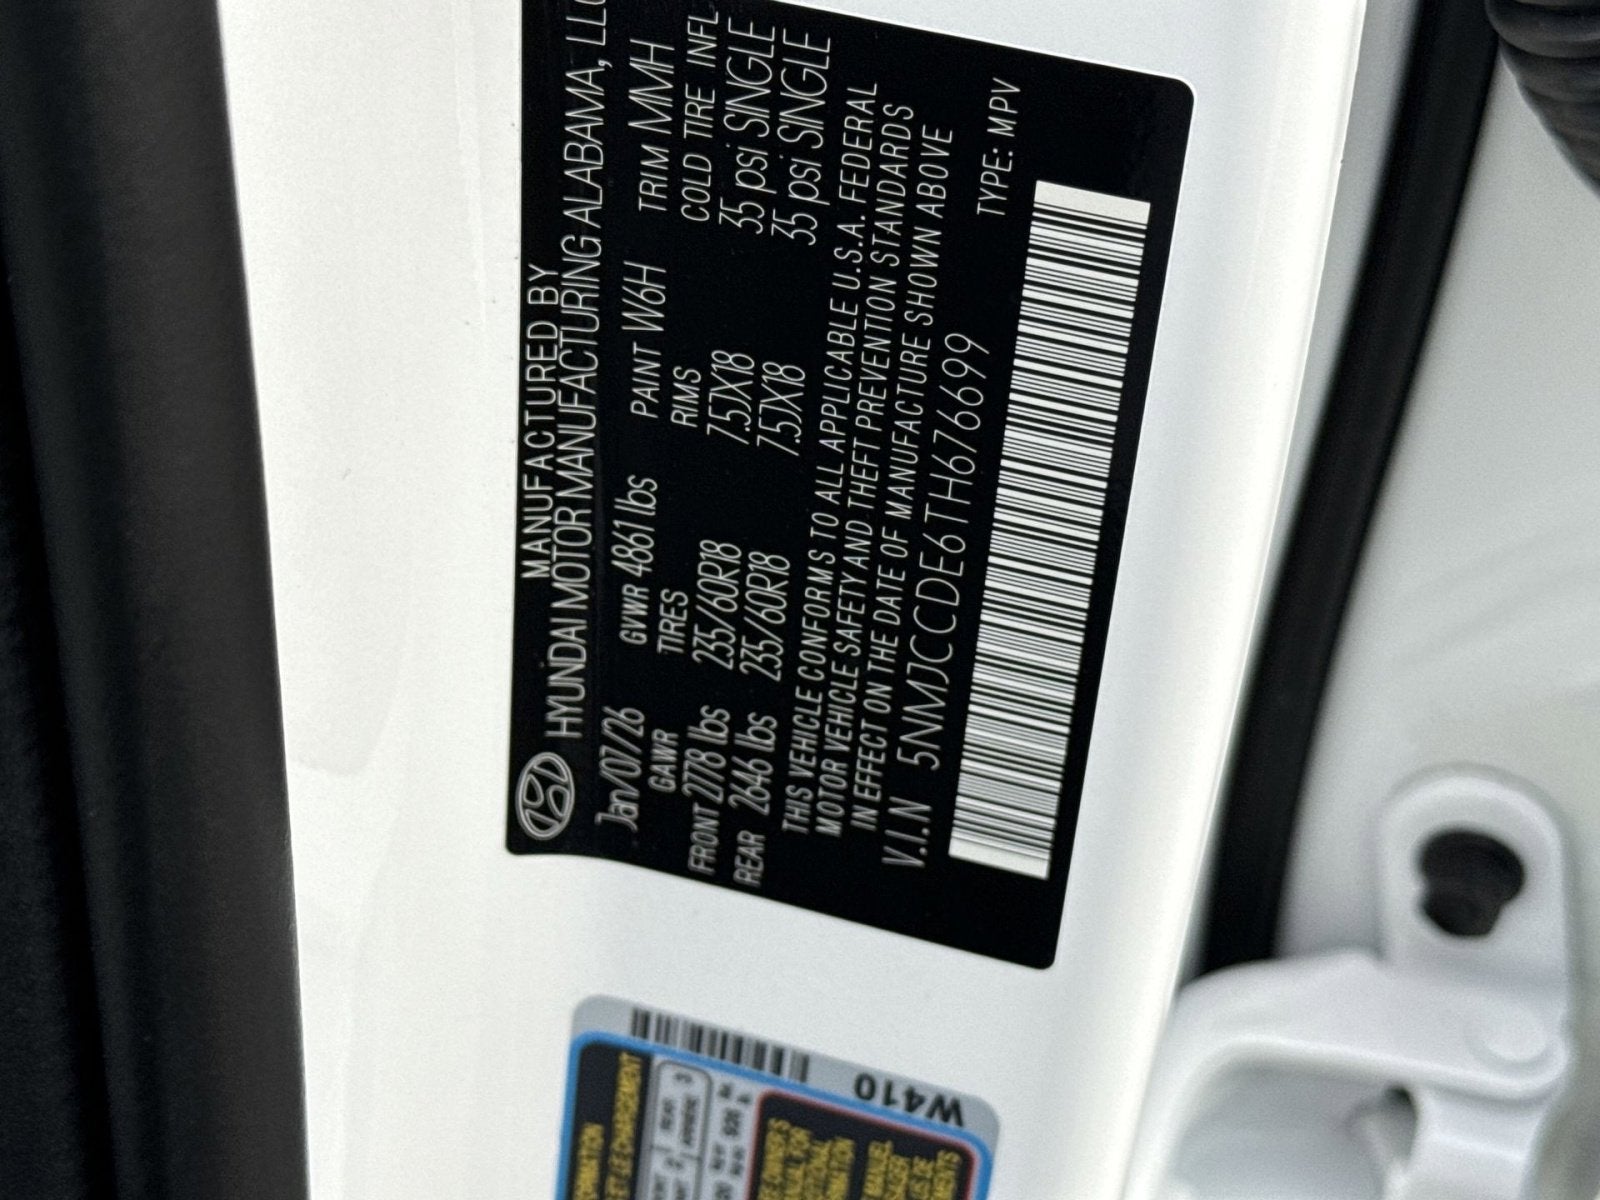 MANUFACTURED BY
HYUNDAI MOTOR MANUFACTURING ALABAMA, LLC
Jan/07/26 GVWR 4861 lbs PAINT W6H TRIM MMH
GAWR TIRES RIMS COLD TIRE INFL
FRONT 2778 lbs 235/60R18 7.5JX18 35 psi SINGLE
REAR 2646 lbs 235/60R18 7.5JX18 35 psi SINGLE
THIS VEHICLE CONFORMS TO ALL APPLICABLE U.S.A. FEDERAL
MOTOR VEHICLE SAFETY AND THEFT PREVENTION STANDARDS
IN EFFECT ON THE DATE OF MANUFACTURE SHOWN ABOVE
V.I.N 5NMJCCDE6TH676699 TYPE: MPV
W410